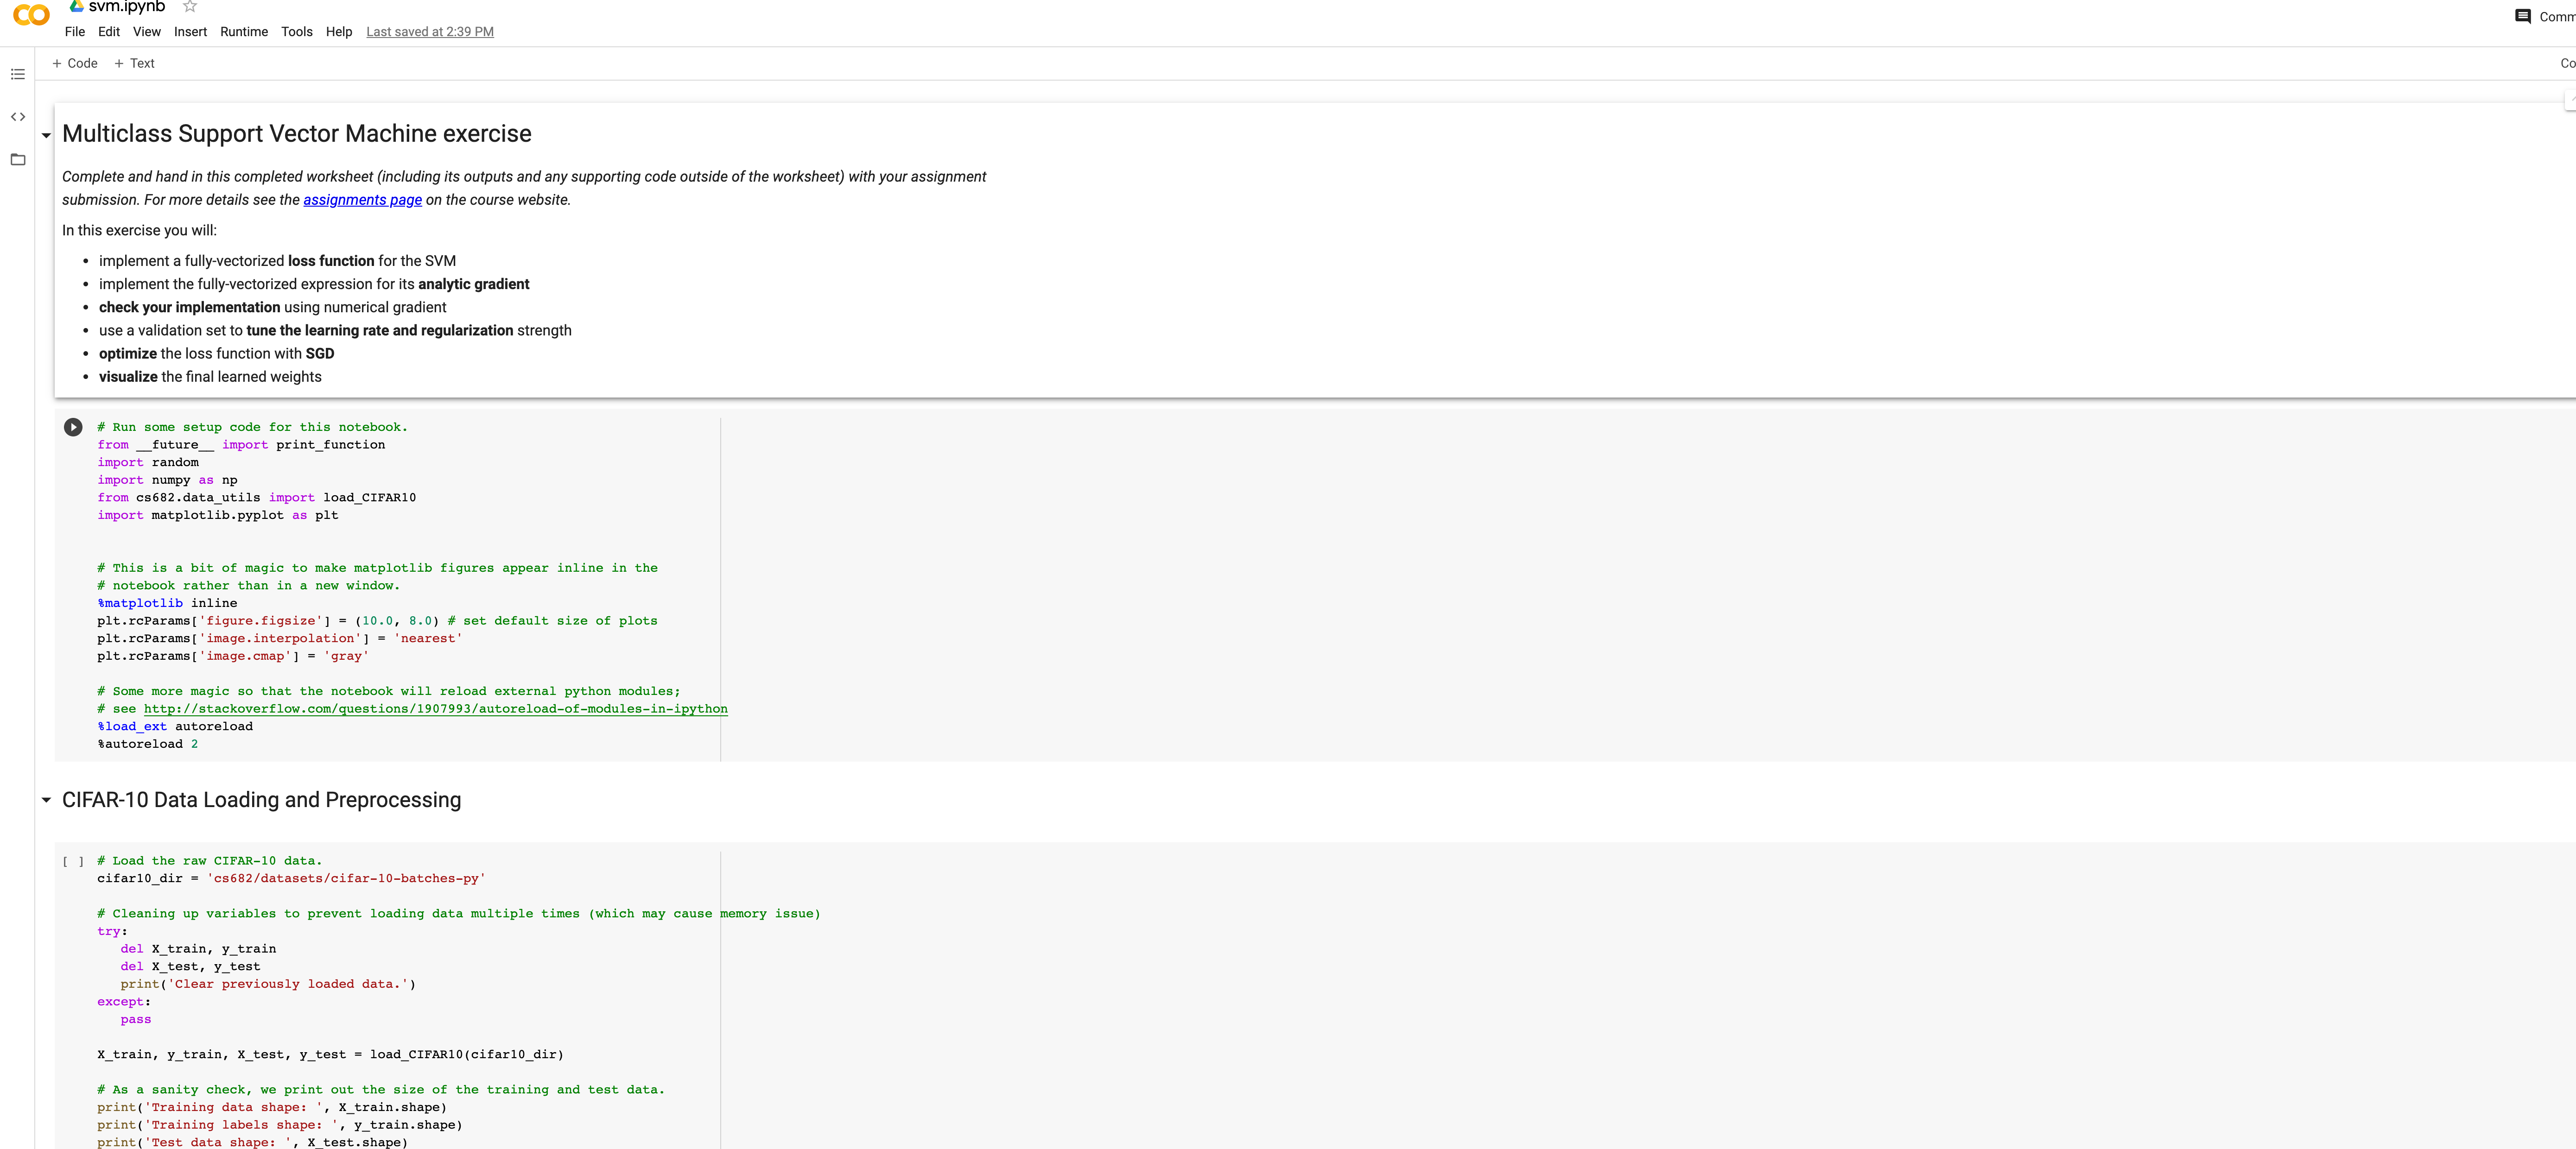 svm.ipynb
File Edit View Insert Runtime Tools Help Last saved at 2:39 PM
+ Code + Text
Multiclass Support Vector Machine exercise
Complete and hand in this completed worksheet (including its outputs and any supporting code outside of the worksheet) with your assignment
submission. For more details see the assignments page on the course website.
In this exercise you will:
• implement a fully-vectorized loss function for the SVM
• implement the fully-vectorized expression for its analytic gradient
• check your implementation using numerical gradient
• use a validation set to tune the learning rate and regularization strength
• optimize the loss function with SGD
• visualize the final learned weights
# Run some setup code for this notebook.
from __future__ import print_function
import random
import numpy as np
from cs682.data_utils import load_CIFAR10
import matplotlib.pyplot as plt
# This is a bit of magic to make matplotlib figures appear inline in the
# notebook rather than in a new window.
%matplotlib inline
plt.rcParams['figure.figsize'] = (10.0, 8.0) # set default size of plots
plt.rcParams['image.interpolation'] = 'nearest'
plt.rcParams['image.cmap'] = 'gray'
# Some more magic so that the notebook will reload external python modules;
# see http://stackoverflow.com/questions/1907993/autoreload-of-modules-in-ipython
%load_ext autoreload
%autoreload 2
CIFAR-10 Data Loading and Preprocessing
[ ] # Load the raw CIFAR-10 data.
cifar10_dir = 'cs682/datasets/cifar-10-batches-py'
# Cleaning up variables to prevent loading data multiple times (which may cause memory issue)
try:
del X_train, y_train
del X_test, y_test
print('Clear previously loaded data.')
except:
pass
X_train, y_train, X_test, y_test = load_CIFAR10(cifar10_dir)
# As a sanity check, we print out the size of the training and test data.
print('Training data shape: ', X_train.shape)
print('Training labels shape: ', y_train.shape)
print('Test data shape: ', X_test.shape)